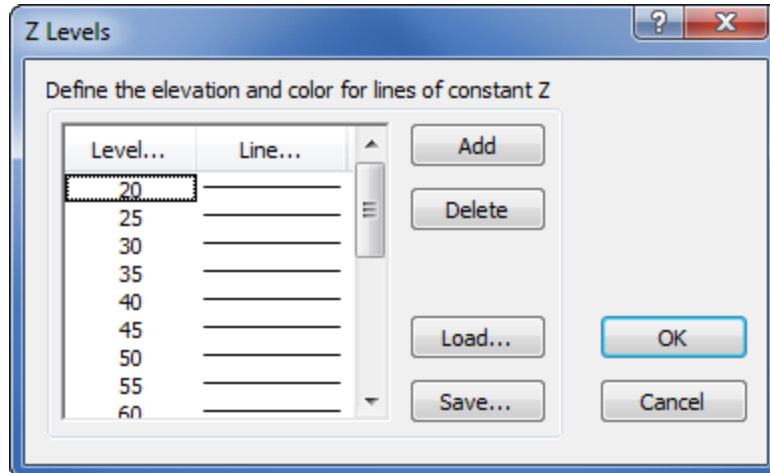 Z Levels
?
X
Define the elevation and color for lines of constant Z
Level... Line...
20
25
30
35
40
45
50
55
60
Add
Delete
Load...
Save...
OK
Cancel